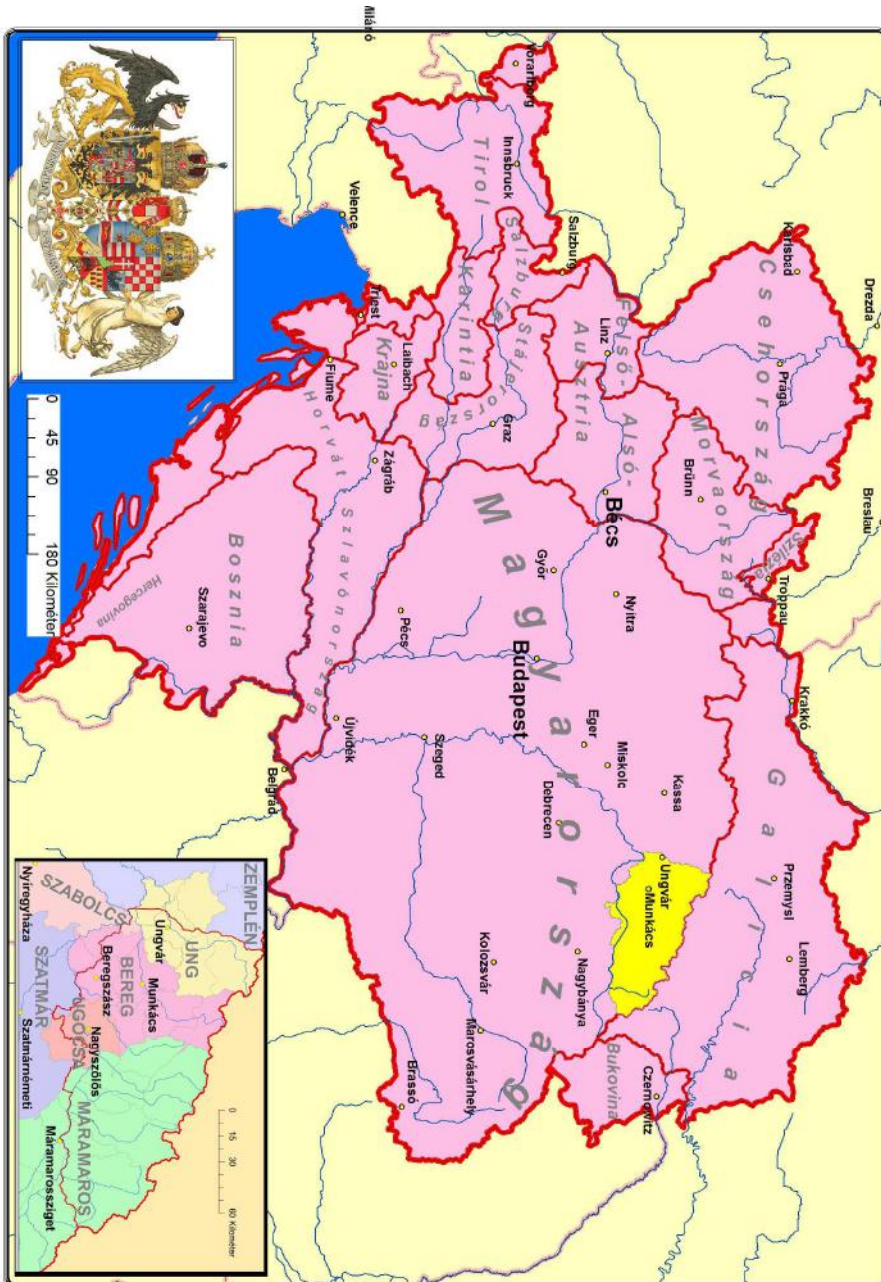 Drezda
Breslau
Karlsbad
Prága
Csehország
Morvaország
Brünn
Szilézia
Troppau
Krakkó
Galícia
Przemysl
Lemberg
Felső-
Alsó-
Ausztria
Linz
Bécs
Salzburg
Salzburg
Vorarlberg
Innsbruck
Tirol
Karintia
Stájerország
Graz
Krajna
Laibach
Triest
Velence
Miláno
Fiume
Horvát
Szlavónország
Zágráb
Bosznia
Hercegovina
Szarajevo
Magyarország
Nyitra
Győr
Budapest
Pécs
Eger
Miskolc
Kassa
Debrecen
Szeged
Újvidék
Belgrád
Ungvár
Munkács
Nagybánya
Kolozsvár
Marosvásárhely
Brassó
Bukovina
Czernowitz
0 45 90 180 Kilométer
ZEMPLÉN
UNG
Ungvár
SZABOLCS
Nyíregyháza
BEREG
Munkács
Beregszász
SZATMÁR
Szatmárnémeti
UGOCSA
Nagyszőlős
MÁRAMAROS
Máramarossziget
0 15 30 60 Kilométer